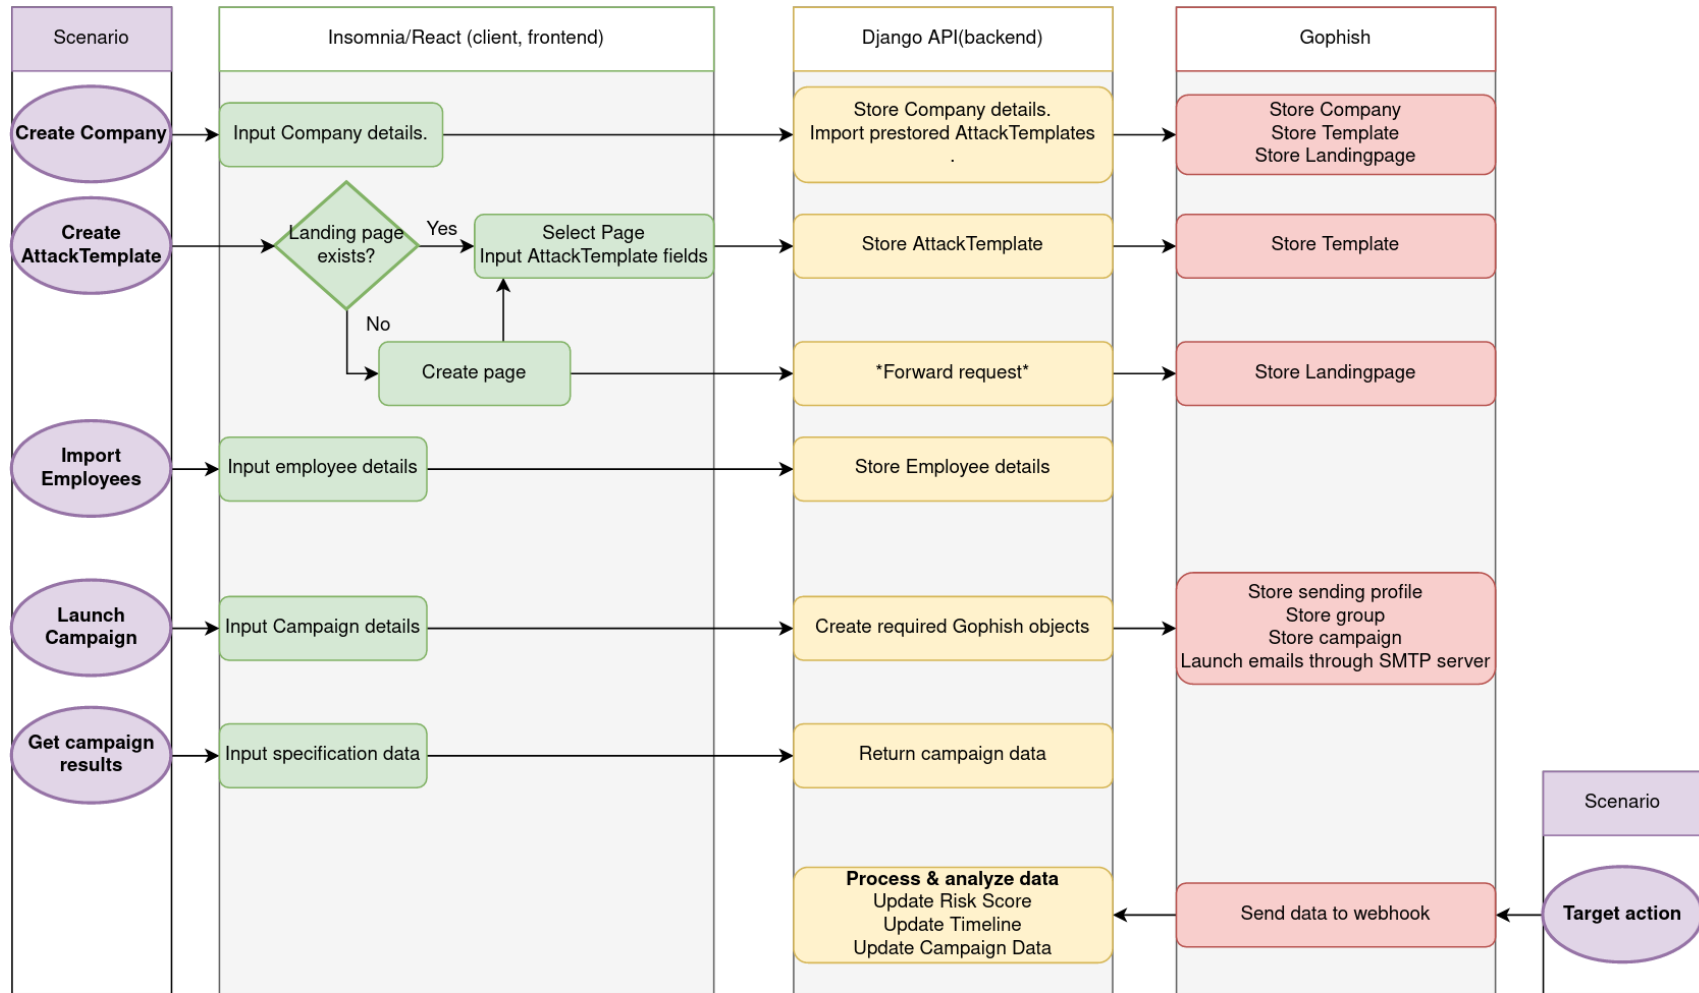 Scenario
Insomnia/React (client, frontend)
Django API(backend)
Gophish
Create Company
Input Company details.
Store Company details.
Import prestored AttackTemplates
.
Store Company
Store Template
Store Landingpage
Create
AttackTemplate
Landing page
exists?
Yes
Select Page
Input AttackTemplate fields
Store AttackTemplate
Store Template
No
Create page
*Forward request*
Store Landingpage
Import
Employees
Input employee details
Store Employee details
Launch
Campaign
Input Campaign details
Create required Gophish objects
Store sending profile
Store group
Store campaign
Launch emails through SMTP server
Get campaign
results
Input specification data
Return campaign data
Scenario
Process & analyze data
Update Risk Score
Update Timeline
Update Campaign Data
Send data to webhook
Target action